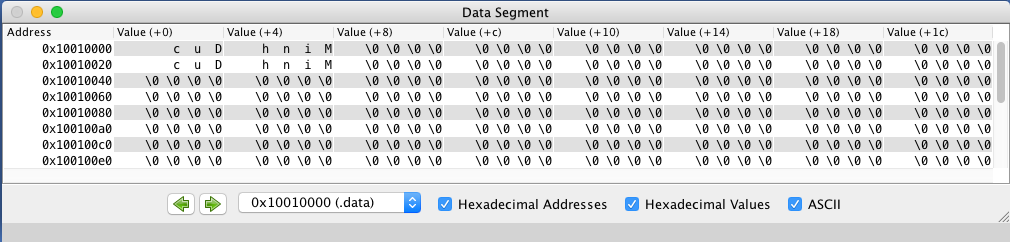 Data Segment
Address Value (+0) Value (+4) Value (+8) Value (+c) Value (+10) Value (+14) Value (+18) Value (+1c)
0x10010000 c u D h n i M \0 \0 \0 \0 \0 \0 \0 \0 \0 \0 \0 \0 \0 \0 \0 \0 \0 \0 \0 \0 \0 \0 \0 \0
0x10010020 c u D h n i M \0 \0 \0 \0 \0 \0 \0 \0 \0 \0 \0 \0 \0 \0 \0 \0 \0 \0 \0 \0 \0 \0 \0 \0
0x10010040 \0 \0 \0 \0 \0 \0 \0 \0 \0 \0 \0 \0 \0 \0 \0 \0 \0 \0 \0 \0 \0 \0 \0 \0 \0 \0 \0 \0 \0 \0 \0 \0
0x10010060 \0 \0 \0 \0 \0 \0 \0 \0 \0 \0 \0 \0 \0 \0 \0 \0 \0 \0 \0 \0 \0 \0 \0 \0 \0 \0 \0 \0 \0 \0 \0 \0
0x10010080 \0 \0 \0 \0 \0 \0 \0 \0 \0 \0 \0 \0 \0 \0 \0 \0 \0 \0 \0 \0 \0 \0 \0 \0 \0 \0 \0 \0 \0 \0 \0 \0
0x100100a0 \0 \0 \0 \0 \0 \0 \0 \0 \0 \0 \0 \0 \0 \0 \0 \0 \0 \0 \0 \0 \0 \0 \0 \0 \0 \0 \0 \0 \0 \0 \0 \0
0x100100c0 \0 \0 \0 \0 \0 \0 \0 \0 \0 \0 \0 \0 \0 \0 \0 \0 \0 \0 \0 \0 \0 \0 \0 \0 \0 \0 \0 \0 \0 \0 \0 \0
0x100100e0 \0 \0 \0 \0 \0 \0 \0 \0 \0 \0 \0 \0 \0 \0 \0 \0 \0 \0 \0 \0 \0 \0 \0 \0 \0 \0 \0 \0 \0 \0 \0 \0
0x10010000 (.data) Hexadecimal Addresses Hexadecimal Values ASCII